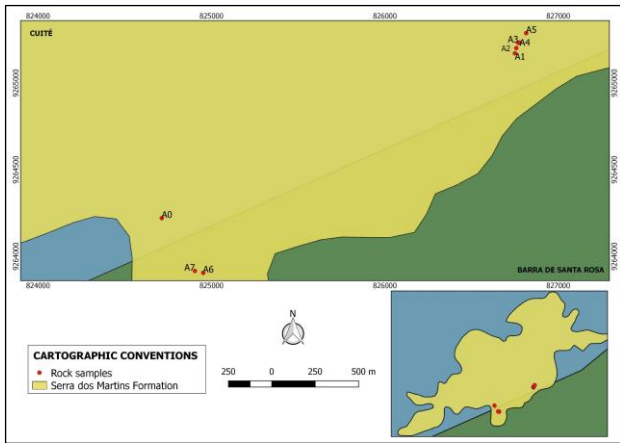 824000 825000 826000 827000
CUITÉ
A5
A3 A4
A2
A1
9265000 9265000
9264500 9264500
A0
9264000 9264000
A7 A6
BARRA DE SANTA ROSA
824000 825000 826000 827000
N
CARTOGRAPHIC CONVENTIONS
Rock samples
Serra dos Martins Formation
250 0 250 500 m